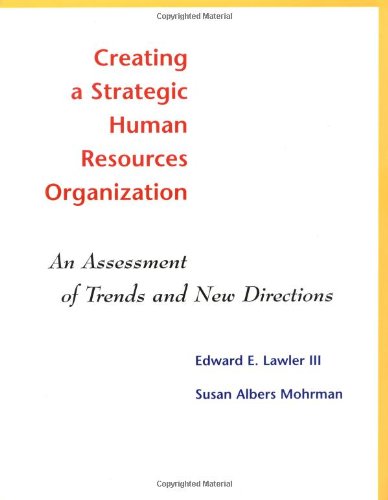 Copyrighted Material
Creating
a Strategic
Human
Resources
Organization
An Assessment
of Trends and New Directions
Edward E. Lawler III
Susan Albers Mohrman
Copyrighted Material